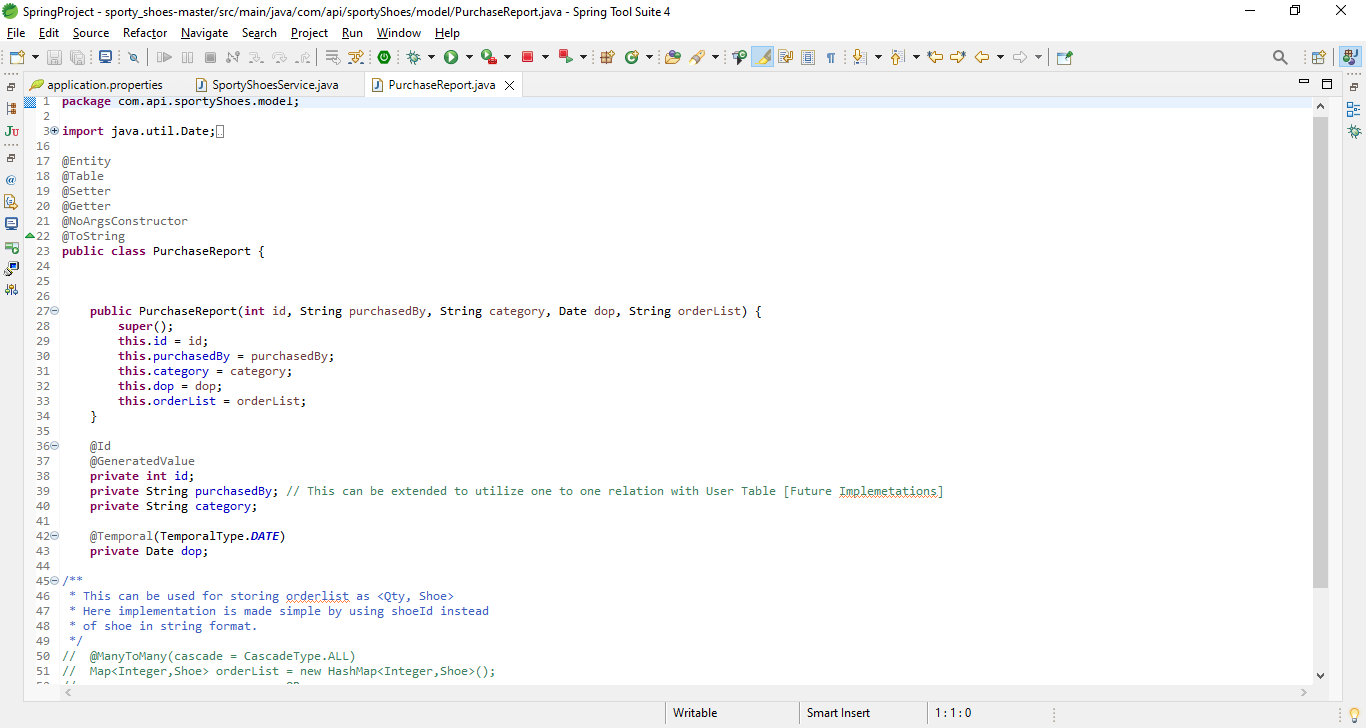 SpringProject - sporty_shoes-master/src/main/java/com/api/sportyShoes/model/PurchaseReport.java - Spring Tool Suite 4
File Edit Source Refactor Navigate Search Project Run Window Help
application.properties SportyShoesService.java PurchaseReport.java
1 package com.api.sportyShoes.model;
2
3 import java.util.Date;
16
17 @Entity
18 @Table
19 @Setter
20 @Getter
21 @NoArgsConstructor
22 @ToString
23 public class PurchaseReport {
24
25
26
27 public PurchaseReport(int id, String purchasedBy, String category, Date dop, String orderList) {
28 super();
29 this.id = id;
30 this.purchasedBy = purchasedBy;
31 this.category = category;
32 this.dop = dop;
33 this.orderList = orderList;
34 }
35
36 @Id
37 @GeneratedValue
38 private int id;
39 private String purchasedBy; // This can be extended to utilize one to one relation with User Table [Future Implemetations]
40 private String category;
41
42 @Temporal(TemporalType.DATE)
43 private Date dop;
44
45 /**
46 * This can be used for storing orderlist as <Qty, Shoe>
47 * Here implementation is made simple by using shoeId instead
48 * of shoe in string format.
49 */
50 // @ManyToMany(cascade = CascadeType.ALL)
51 // Map<Integer,Shoe> orderList = new HashMap<Integer,Shoe>();
Writable Smart Insert 1 : 1 : 0